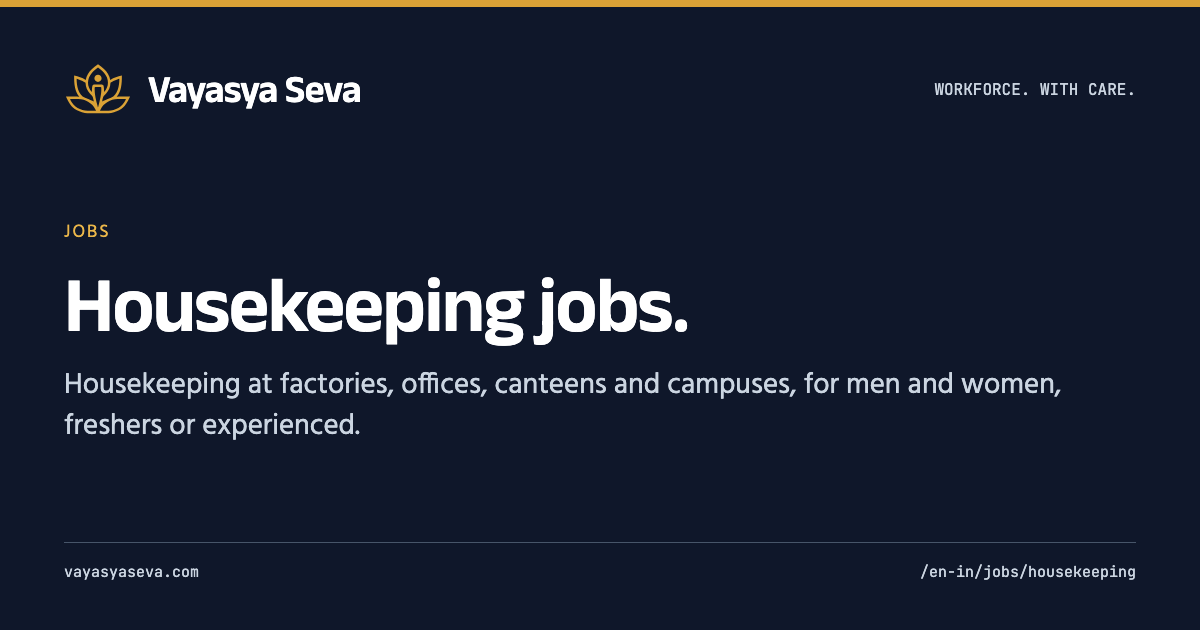 Vayasya Seva
WORKFORCE. WITH CARE.
JOBS
Housekeeping jobs.
Housekeeping at factories, offices, canteens and campuses, for men and women,
freshers or experienced.
vayasyaseva.com
/en-in/jobs/housekeeping